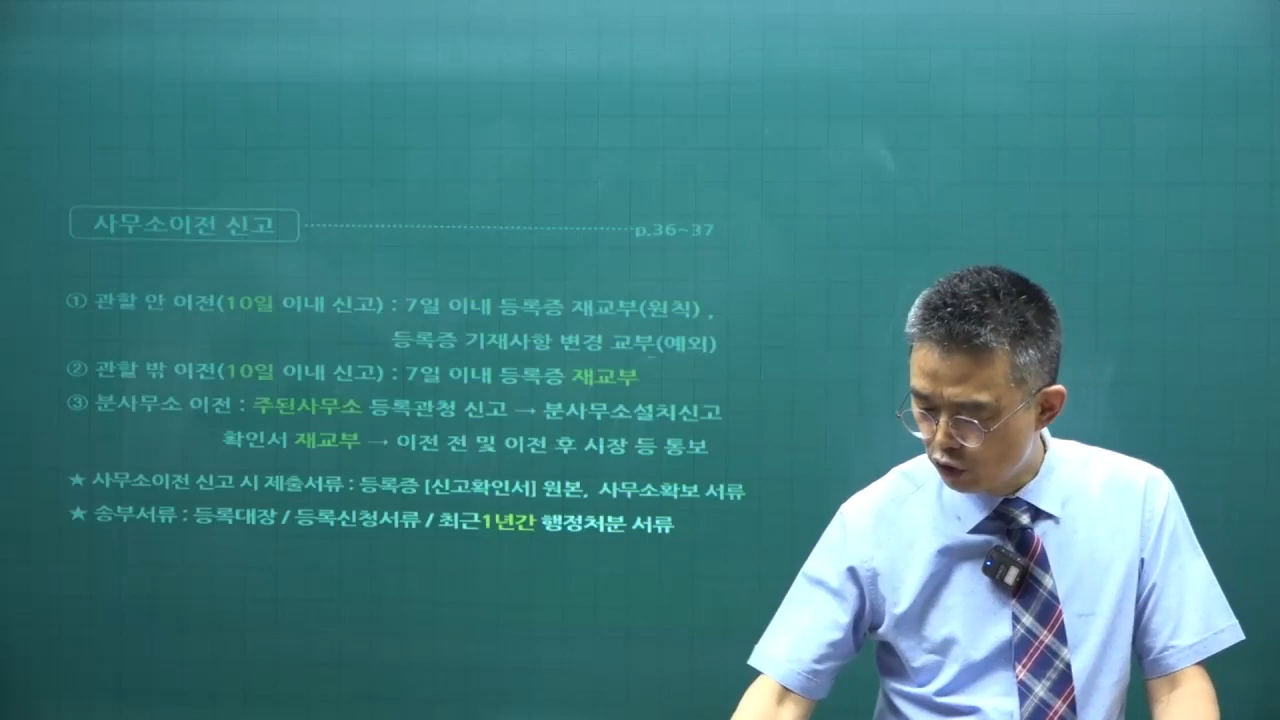 사무소이전 신고 p.36~37
① 관할 안 이전(10일 이내 신고) : 7일 이내 등록증 재교부(원칙) ,
등록증 기재사항 변경 교부(예외)
② 관할 밖 이전(10일 이내 신고) : 7일 이내 등록증 재교부
③ 분사무소 이전 : 주된사무소 등록관청 신고 → 분사무소설치신고
확인서 재교부 → 이전 전 및 이전 후 시장 등 통보
★ 사무소이전 신고 시 제출서류 : 등록증 [신고확인서] 원본, 사무소확보 서류
★ 송부서류 : 등록대장 / 등록신청서류 / 최근1년간 행정처분 서류